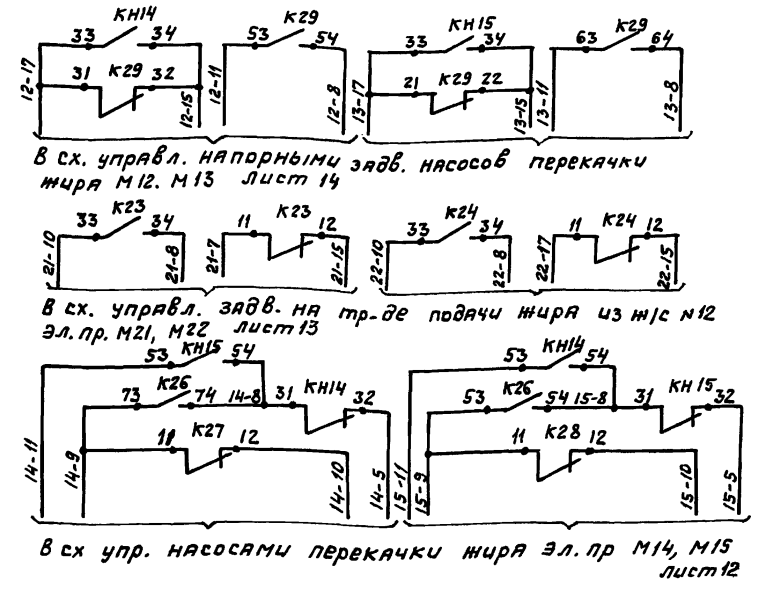 КН14 К29 КН15 К29
33 34 53 54 33 34 63 64
31 К29 32 21 К29 22
12-17 12-15 12-11 12-8 13-17 13-15 13-11 13-8
В сх. управл. напорными задв. насосов перекачки
жира М12. М13 лист 14
К23 К23 К24 К24
33 34 11 12 33 34 11 12
21-10 21-8 21-7 21-15 22-10 22-8 22-17 22-15
В сх. управл. задв. на тр-де подачи жира из ж/с №12
эл. пр. М21, М22 лист 13
53 КН15 54 53 КН14 54
73 К26 74 14-8 31 КН14 32 53 К26 54 15-8 31 КН15 32
11 К27 12 11 К28 12
14-11 14-9 14-10 14-5 15-11 15-9 15-10 15-5
В сх упр. насосами перекачки жира эл. пр М14, М15
лист 12